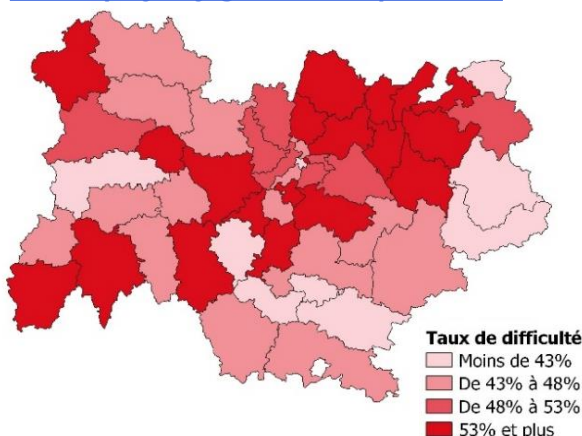 Taux de difficulté
Moins de 43%
De 43% à 48%
De 48% à 53%
53% et plus